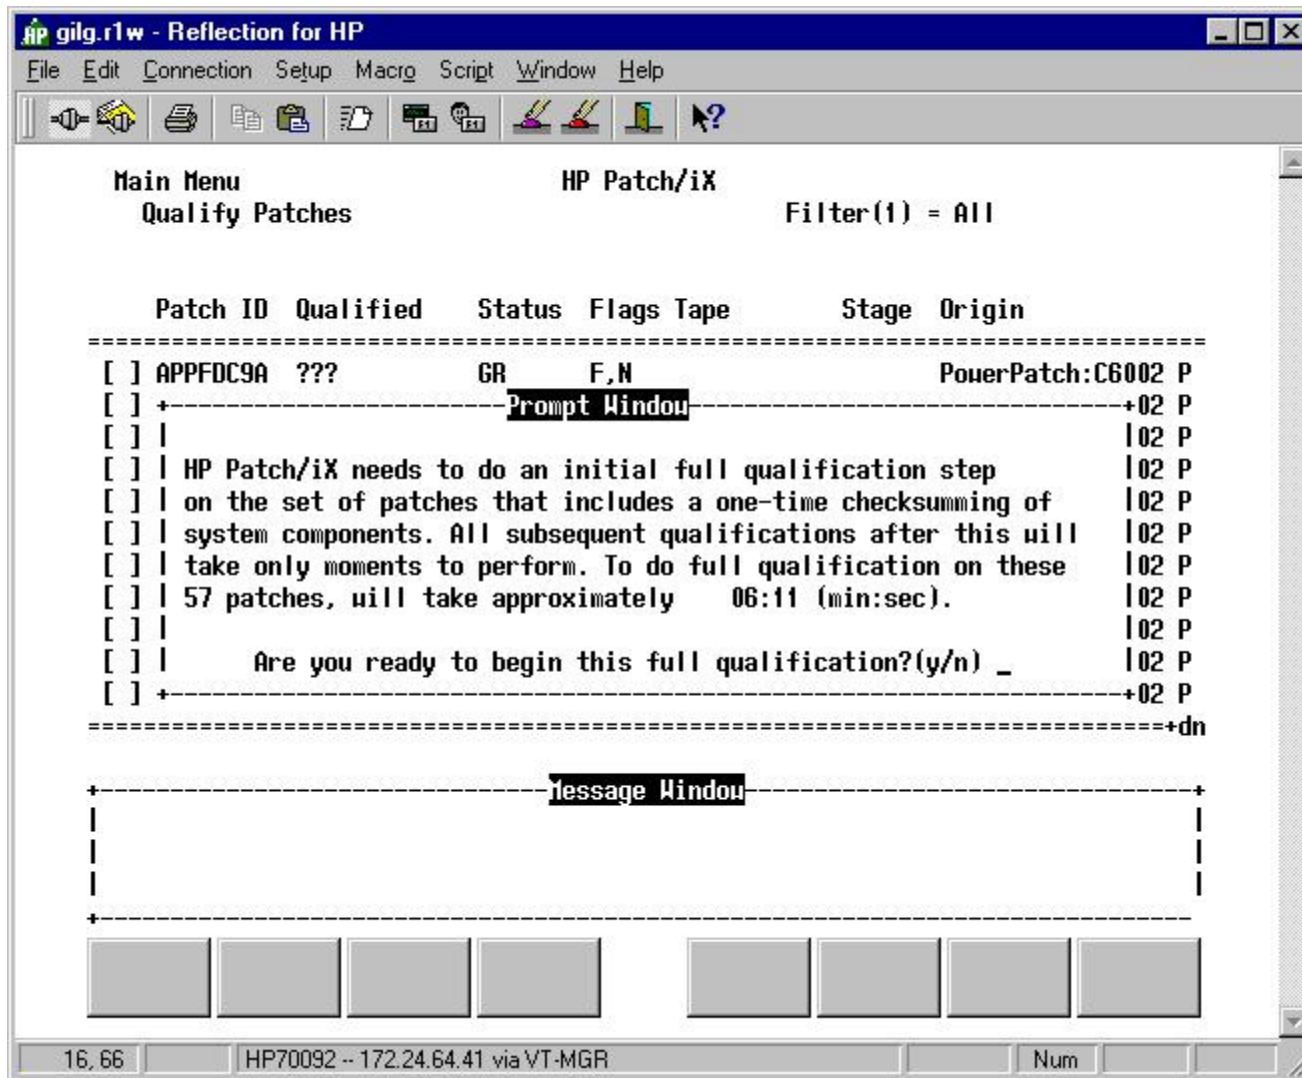 gilg.r1w - Reflection for HP
File Edit Connection Setup Macro Script Window Help
Main Menu HP Patch/iX
Qualify Patches Filter(1) = All
Patch ID Qualified Status Flags Tape Stage Origin
================================================================================
[ ] APPFDC9A ??? GR F,N PowerPatch:C6002 P
[ ] +------------------------Prompt Window-------------------------------+02 P
[ ] | |02 P
[ ] | HP Patch/iX needs to do an initial full qualification step |02 P
[ ] | on the set of patches that includes a one-time checksumming of |02 P
[ ] | system components. All subsequent qualifications after this will |02 P
[ ] | take only moments to perform. To do full qualification on these |02 P
[ ] | 57 patches, will take approximately 06:11 (min:sec). |02 P
[ ] | |02 P
[ ] | Are you ready to begin this full qualification?(y/n) _ |02 P
[ ] +--------------------------------------------------------------------+02 P
=============================================================================+dn
+--------------------------------Message Window--------------------------------+
16, 66 HP70092 -- 172.24.64.41 via VT-MGR Num